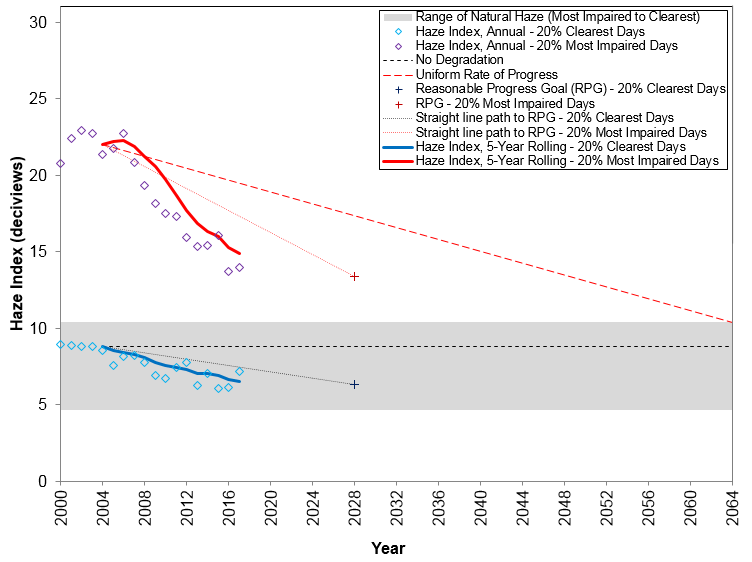 Range of Natural Haze (Most Impaired to Clearest)
Haze Index, Annual - 20% Clearest Days
Haze Index, Annual - 20% Most Impaired Days
No Degradation
Uniform Rate of Progress
Reasonable Progress Goal (RPG) - 20% Clearest Days
RPG - 20% Most Impaired Days
Straight line path to RPG - 20% Clearest Days
Straight line path to RPG - 20% Most Impaired Days
Haze Index, 5-Year Rolling - 20% Clearest Days
Haze Index, 5-Year Rolling - 20% Most Impaired Days
Haze Index (deciviews)
30
25
20
15
10
5
0
2000 2004 2008 2012 2016 2020 2024 2028 2032 2036 2040 2044 2048 2052 2056 2060 2064
Year